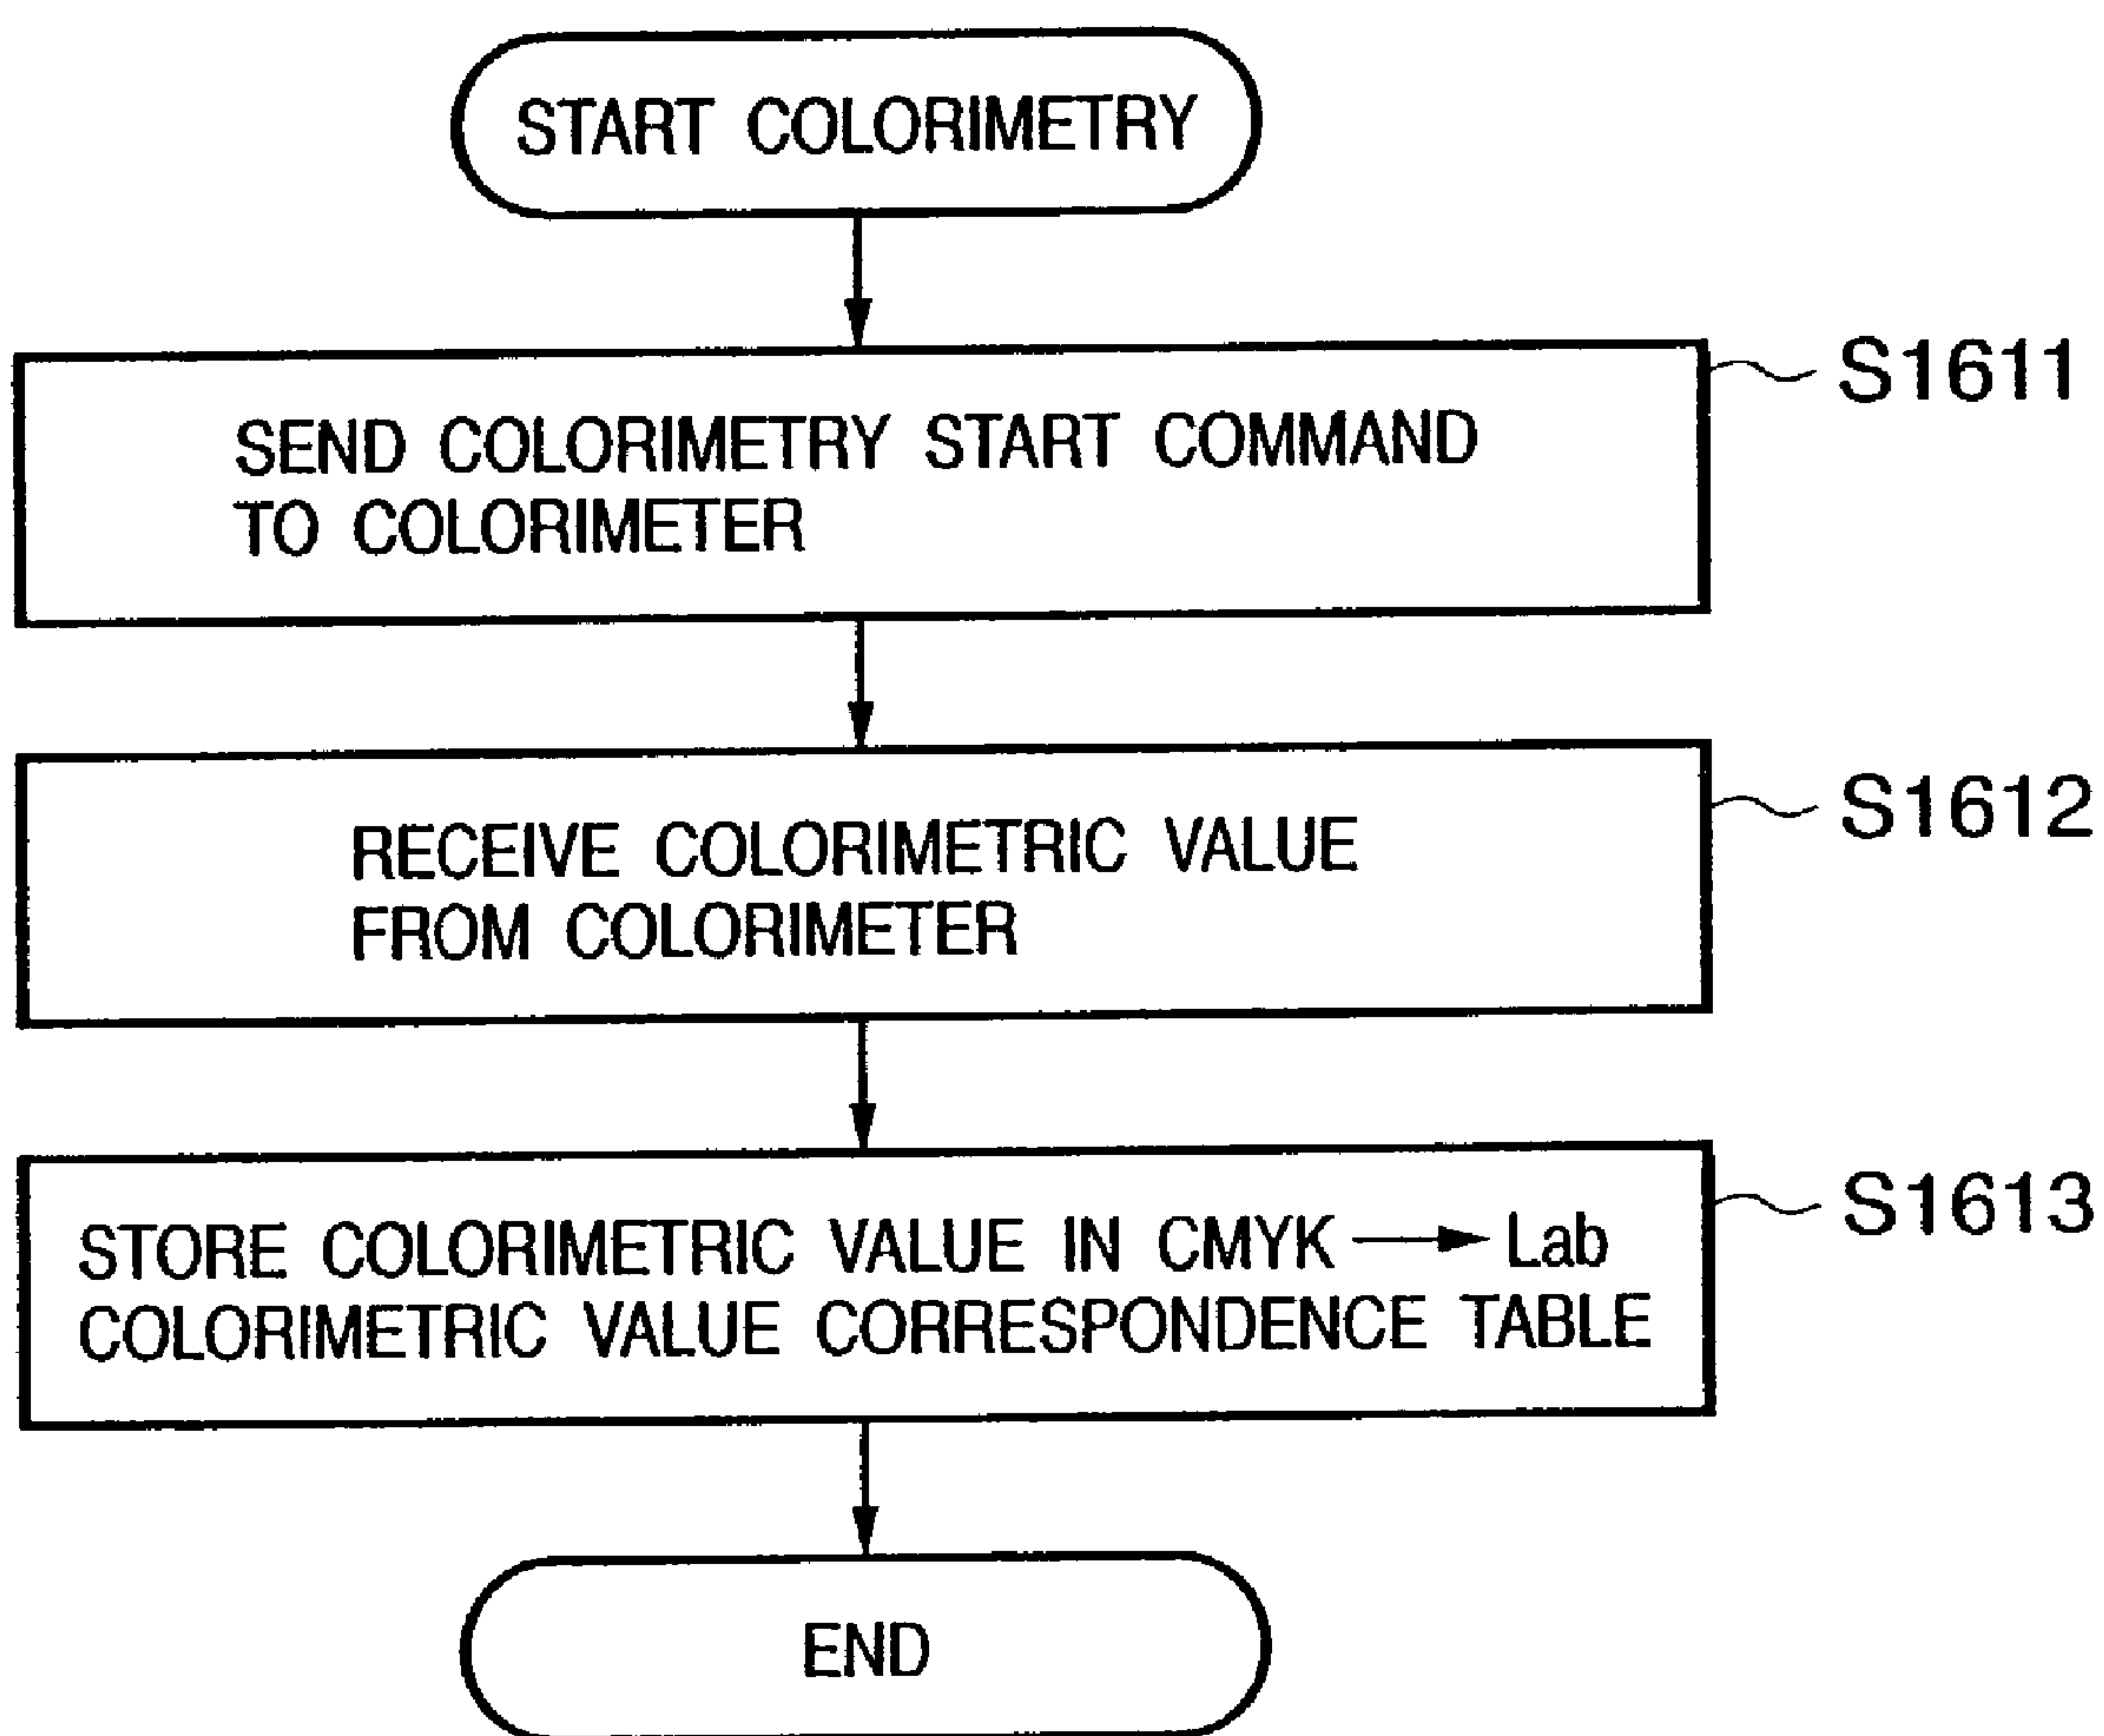 START COLORIMETRY
S1611
SEND COLORIMETRY START COMMAND
TO COLORIMETER
S1612
RECEIVE COLORIMETRIC VALUE
FROM COLORIMETER
S1613
STORE COLORIMETRIC VALUE IN CMYK → Lab
COLORIMETRIC VALUE CORRESPONDENCE TABLE
END